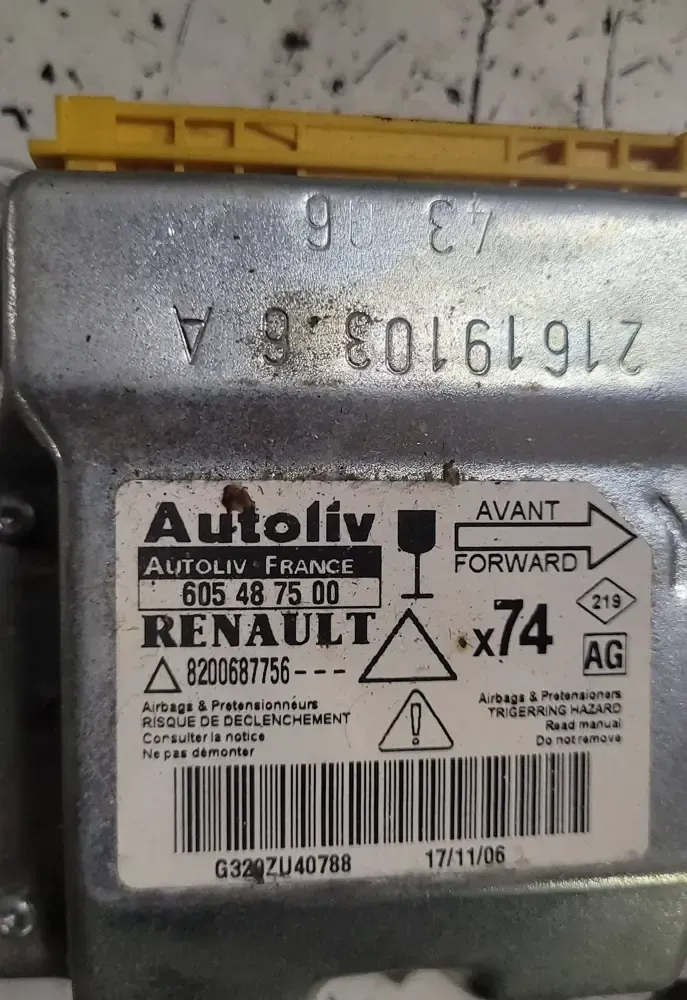 43 06
21619103 6 A
Autoliv
AUTOLIV FRANCE
605 48 75 00
RENAULT
8200687756---
AVANT
FORWARD
x74
219
AG
Airbags & Pretensionneurs
RISQUE DE DECLENCHEMENT
Consulter la notice
Ne pas démonter
Airbags & Pretensioners
TRIGERRING HAZARD
Read manual
Do not remove
17/11/06